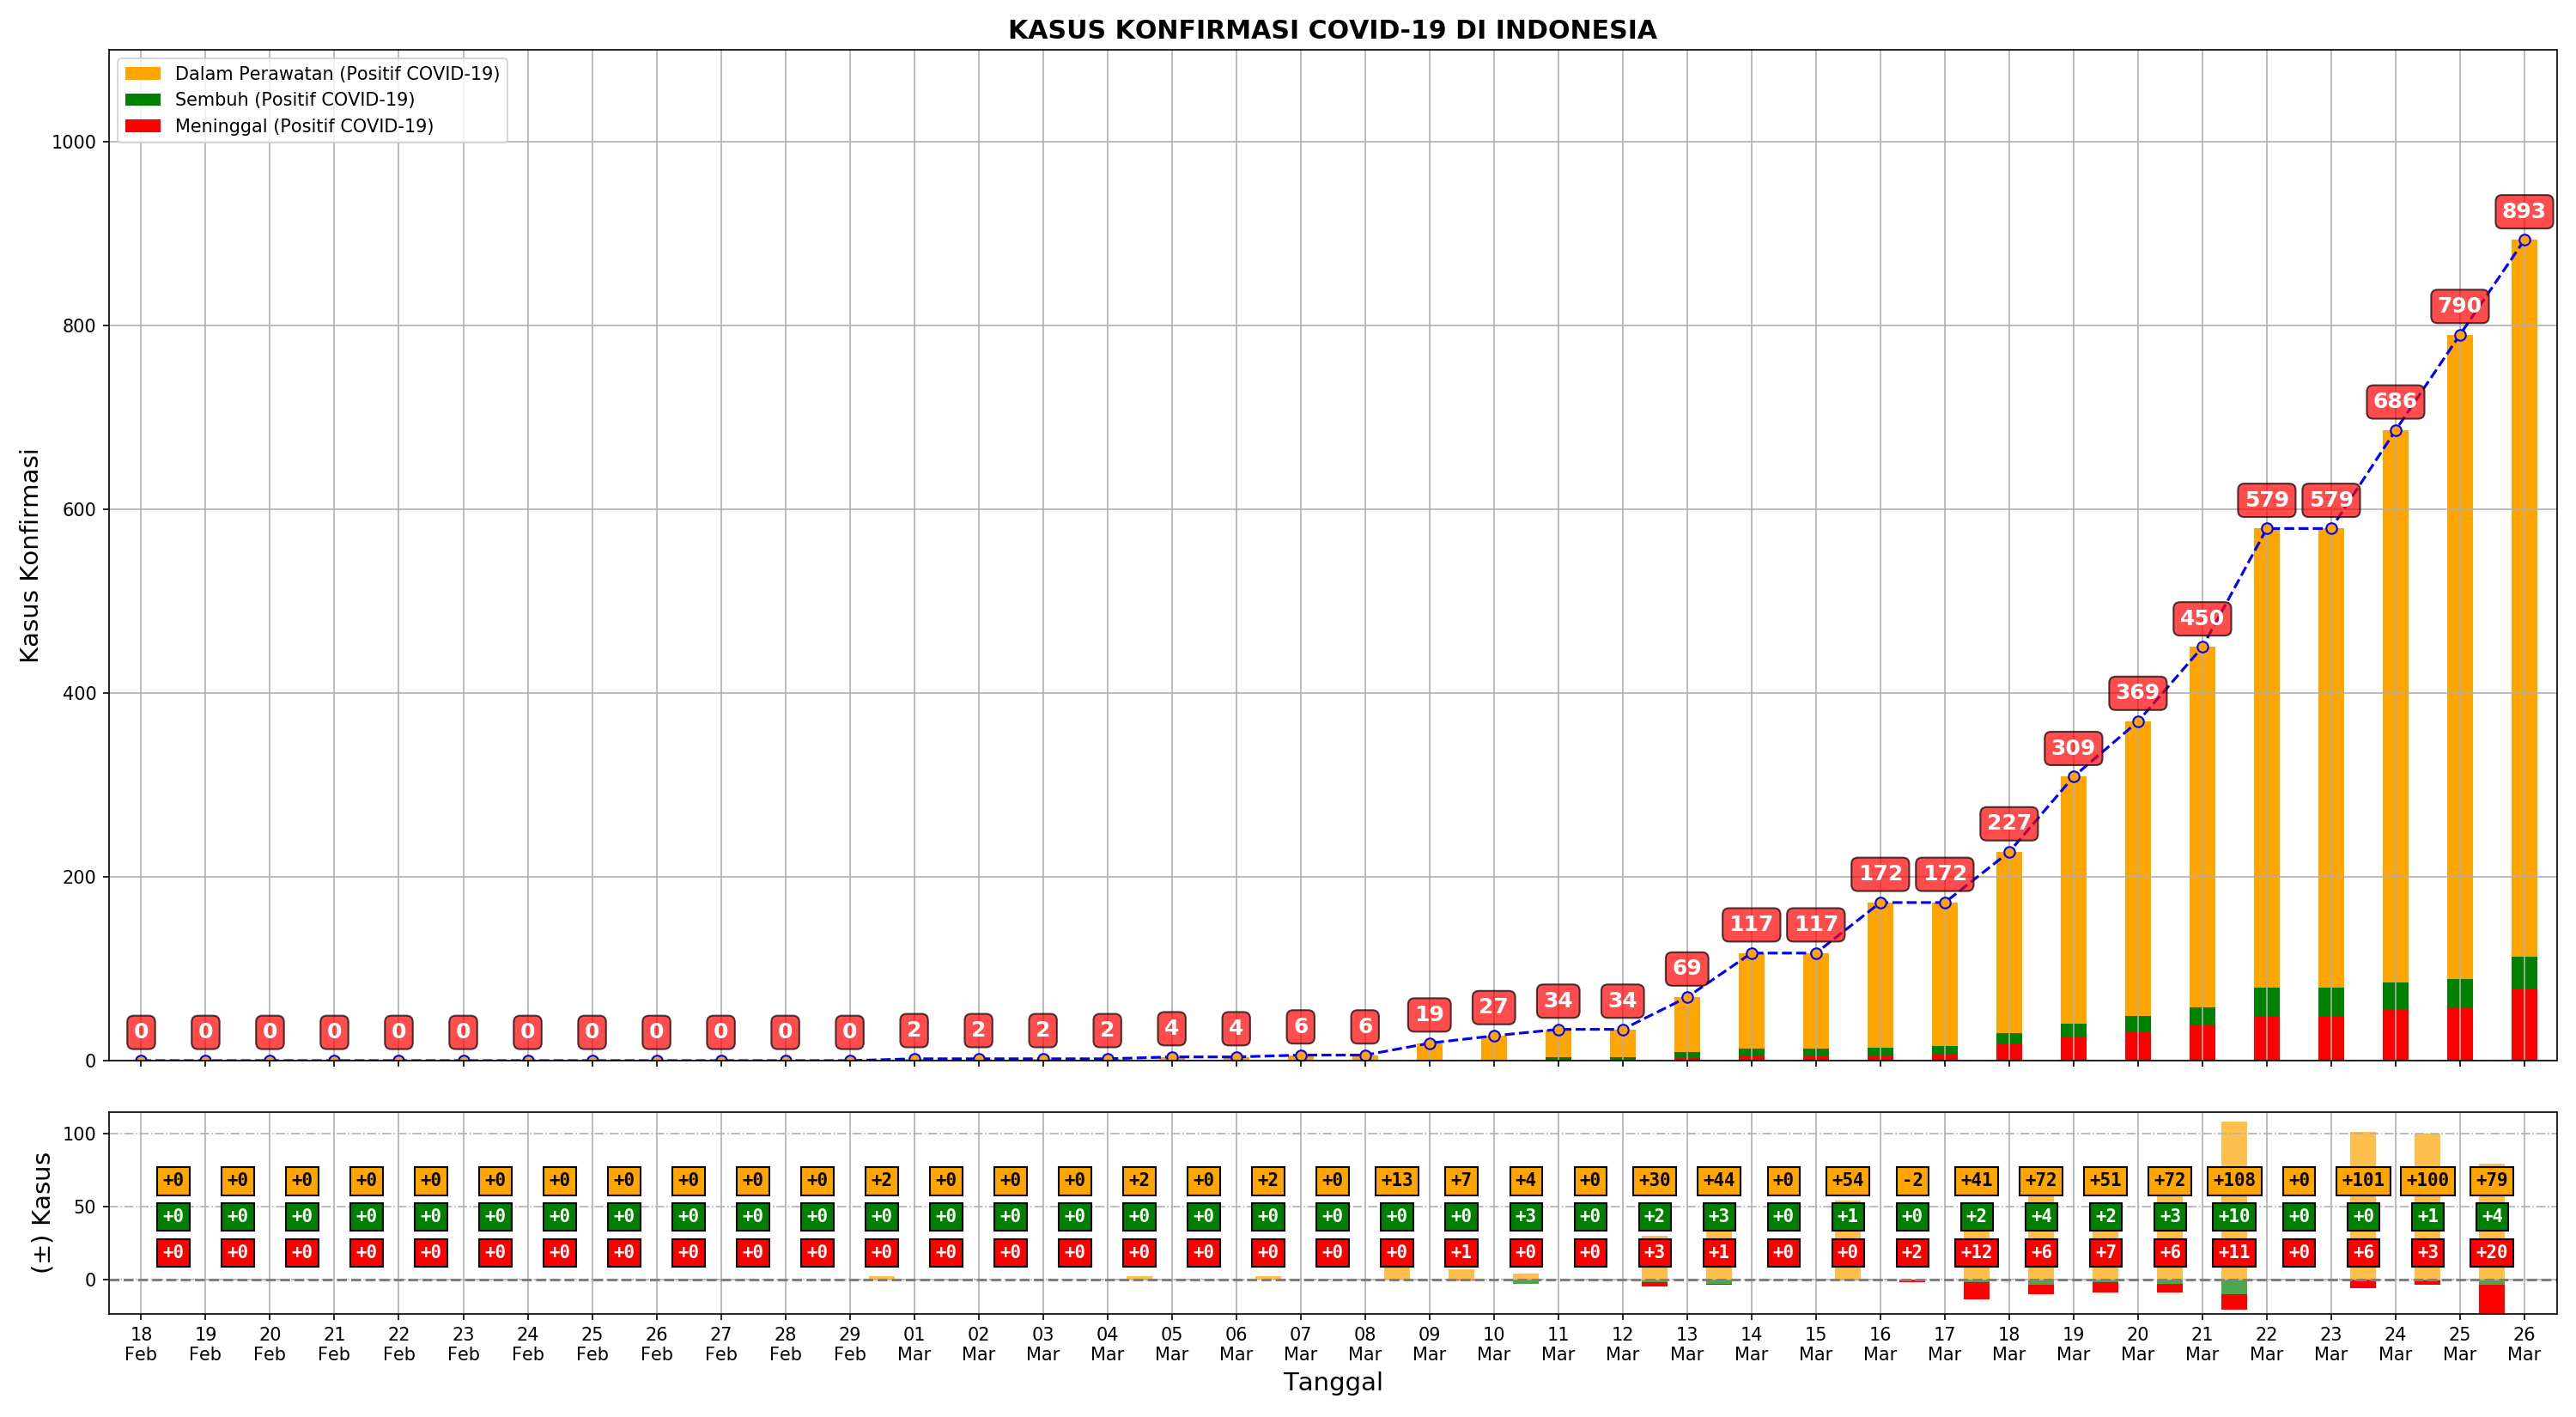 KASUS KONFIRMASI COVID-19 DI INDONESIA
Dalam Perawatan (Positif COVID-19)
Sembuh (Positif COVID-19)
Meninggal (Positif COVID-19)
Kasus Konfirmasi
1000
800
600
400
200
0
0 0 0 0 0 0 0 0 0 0 0 0 2 2 2 2 4 4 6 6 19 27 34 34 69 117 117 172 172 227 309 369 450 579 579 686 790 893
(±) Kasus
100
50
0
+0 +0 +0 +0 +0 +0 +0 +0 +0 +0 +0 +2 +0 +0 +0 +2 +0 +2 +0 +13 +7 +4 +0 +30 +44 +0 +54 -2 +41 +72 +51 +72 +108 +0 +101 +100 +79
+0 +0 +0 +0 +0 +0 +0 +0 +0 +0 +0 +0 +0 +0 +0 +0 +0 +0 +0 +0 +0 +3 +0 +2 +3 +0 +1 +0 +2 +4 +2 +3 +10 +0 +0 +1 +4
+0 +0 +0 +0 +0 +0 +0 +0 +0 +0 +0 +0 +0 +0 +0 +0 +0 +0 +0 +0 +1 +0 +0 +3 +1 +0 +0 +2 +12 +6 +7 +6 +11 +0 +6 +3 +20
18 19 20 21 22 23 24 25 26 27 28 29 01 02 03 04 05 06 07 08 09 10 11 12 13 14 15 16 17 18 19 20 21 22 23 24 25 26
Feb Feb Feb Feb Feb Feb Feb Feb Feb Feb Feb Feb Mar Mar Mar Mar Mar Mar Mar Mar Mar Mar Mar Mar Mar Mar Mar Mar Mar Mar Mar Mar Mar Mar Mar Mar Mar Mar
Tanggal